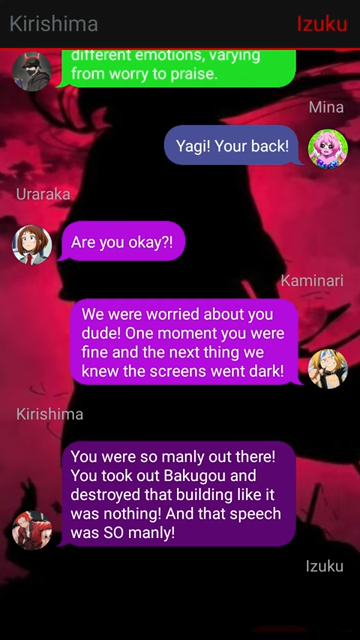 Kirishima
Izuku
different emotions, varying
from worry to praise.
Mina
Yagi! Your back!
Uraraka
Are you okay?!
Kaminari
We were worried about you
dude! One moment you were
fine and the next thing we
knew the screens went dark!
Kirishima
You were so manly out there!
You took out Bakugou and
destroyed that building like it
was nothing! And that speech
was SO manly!
Izuku